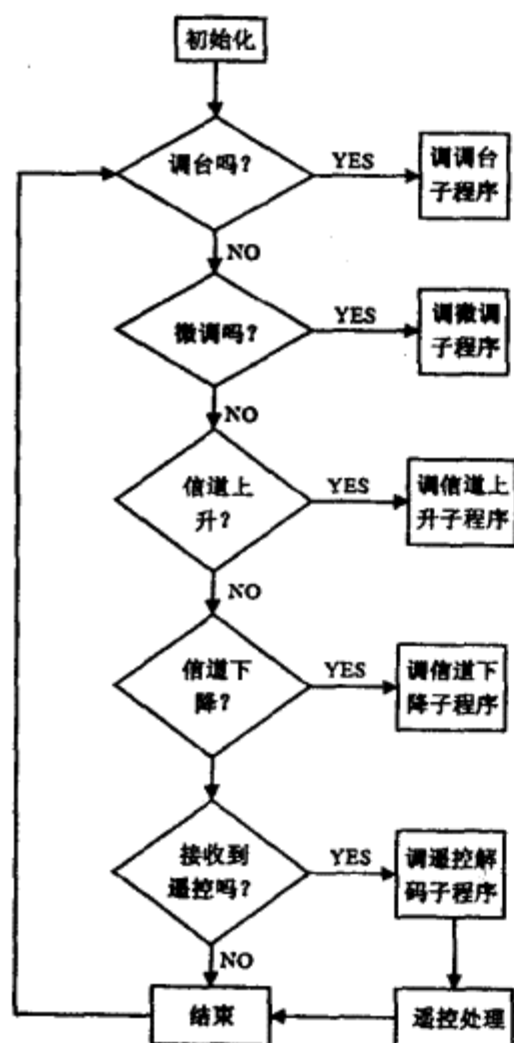 初始化
调台吗？
YES
调调台
子程序
NO
微调吗？
YES
调微调
子程序
NO
信道上
升？
YES
调信道上
升子程序
NO
信道下
降？
YES
调信道下
降子程序
接收到
遥控吗？
YES
调遥控解
码子程序
NO
结束
遥控处理